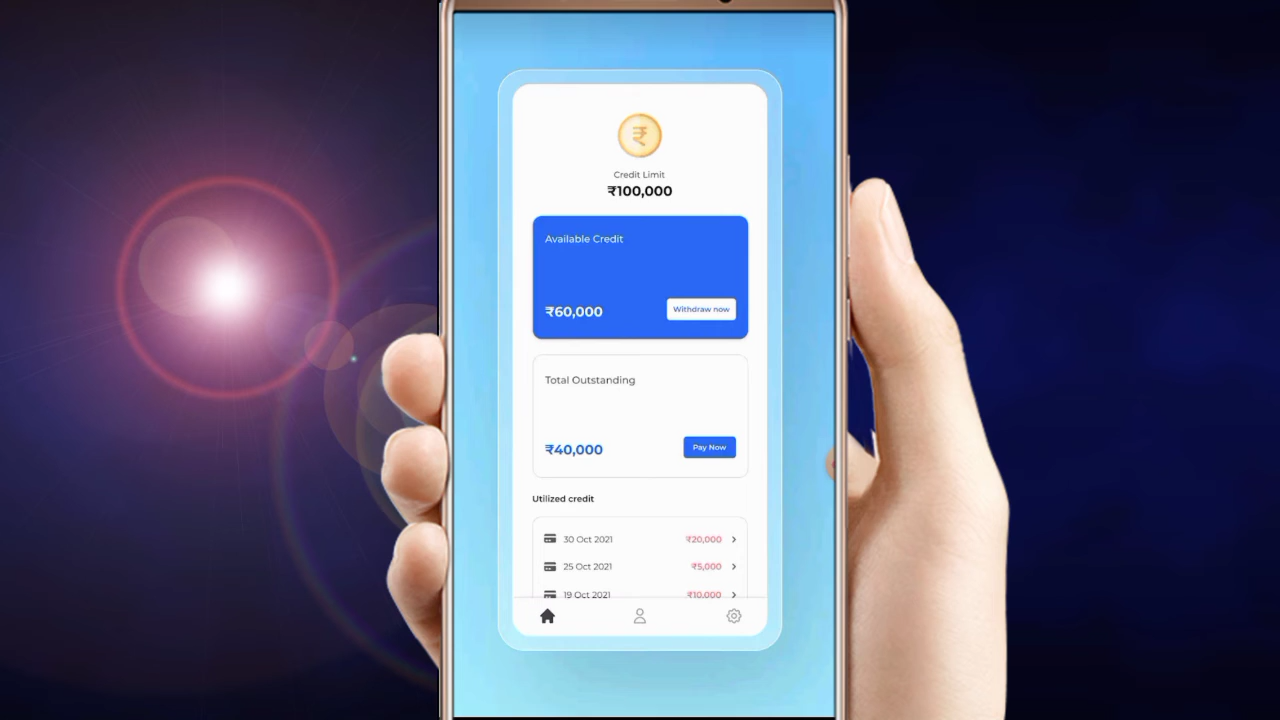 ₹
Credit Limit
₹100,000
Available Credit
₹60,000
Withdraw now
Total Outstanding
₹40,000
Pay Now
Utilized credit
30 Oct 2021
₹20,000
25 Oct 2021
₹5,000
19 Oct 2021
₹10,000